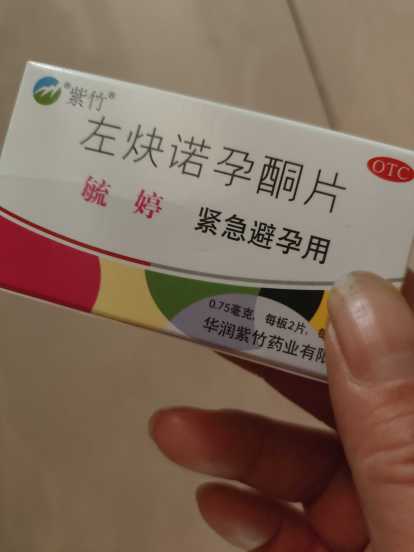 ®紫竹®
左炔诺孕酮片
OTC
毓婷
紧急避孕用
0.75毫克, 每板2片,
华润紫竹药业有限